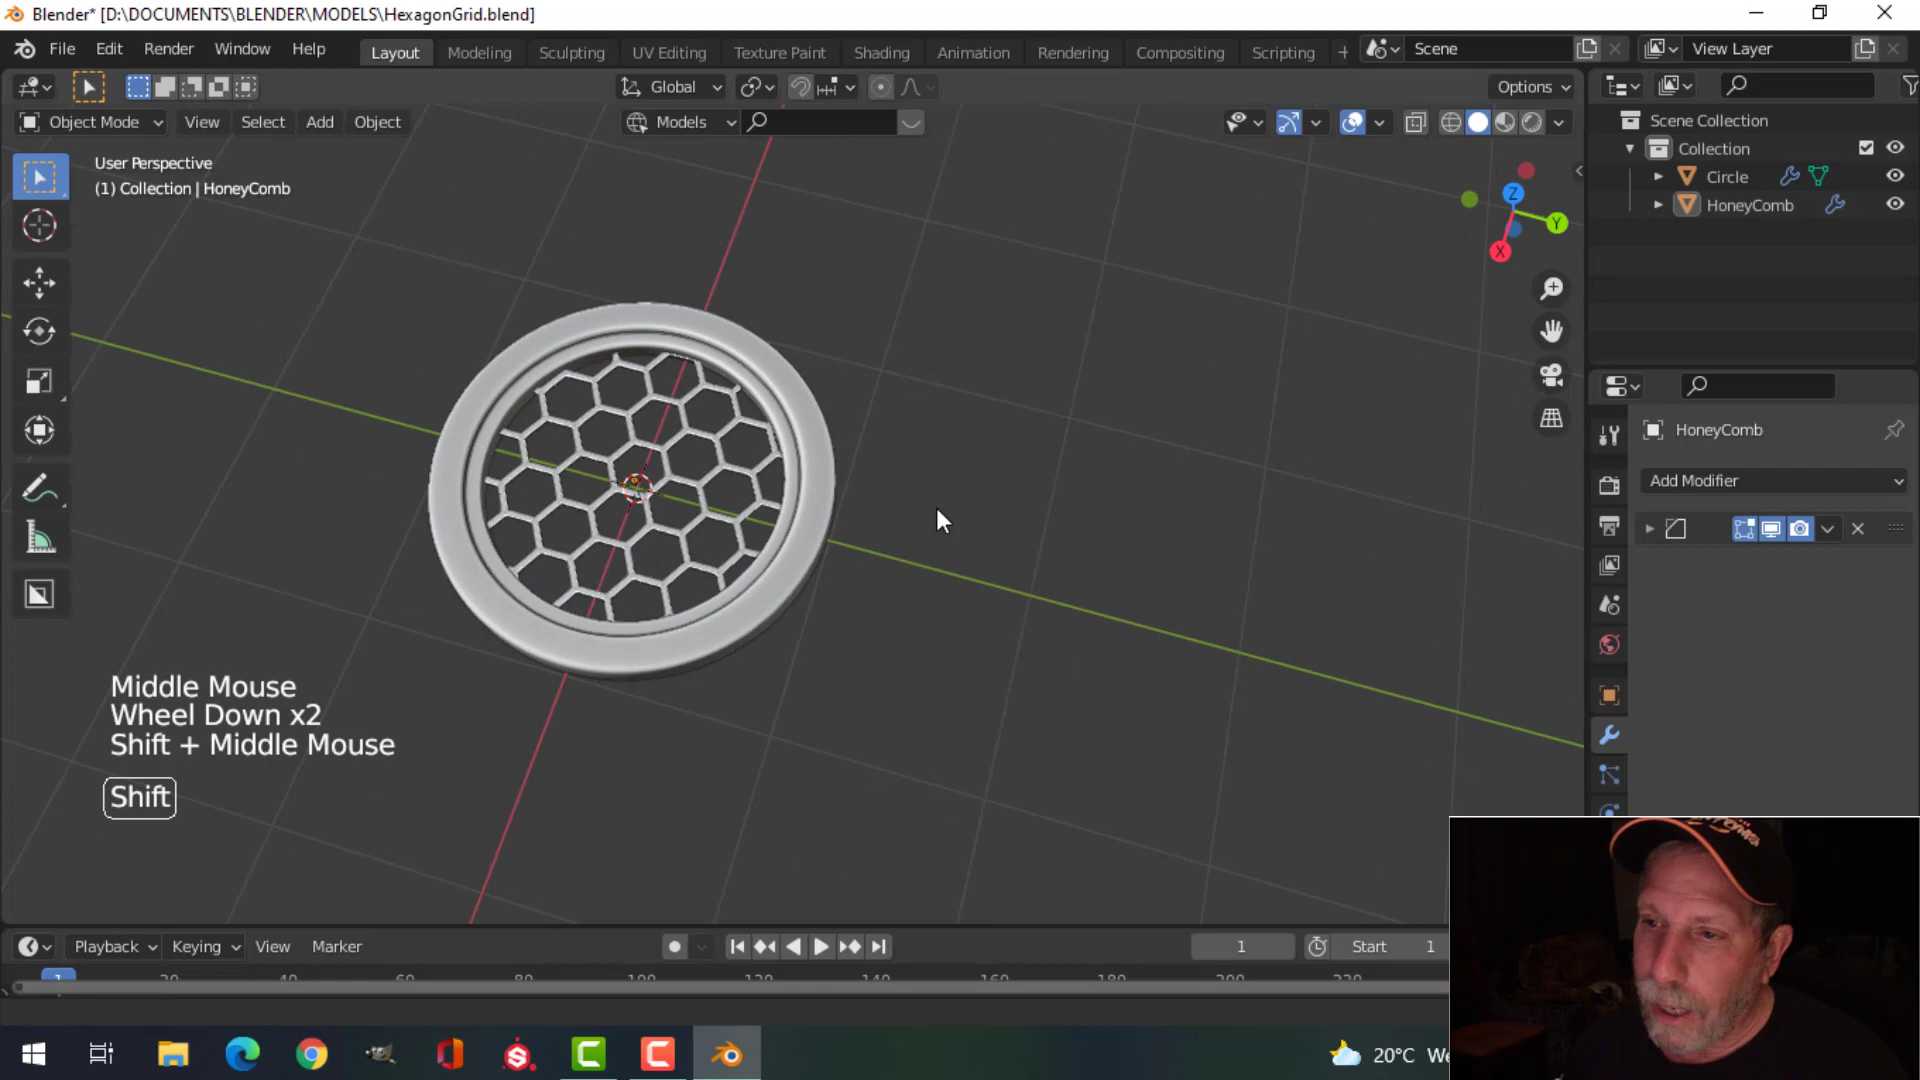 Blender* [D:\DOCUMENTS\BLENDER\MODELS\HexagonGrid.blend]
File Edit Render Window Help
Layout Modeling Sculpting UV Editing Texture Paint Shading Animation Rendering Compositing Scripting +
Scene
View Layer
Global
Options
Object Mode View Select Add Object
Models
User Perspective
(1) Collection | HoneyComb
Z
Y
X
Scene Collection
Collection
Circle
HoneyComb
HoneyComb
Add Modifier
Middle Mouse
Wheel Down x2
Shift + Middle Mouse
Shift
Playback Keying View Marker
1
Start 1
1
20°C We